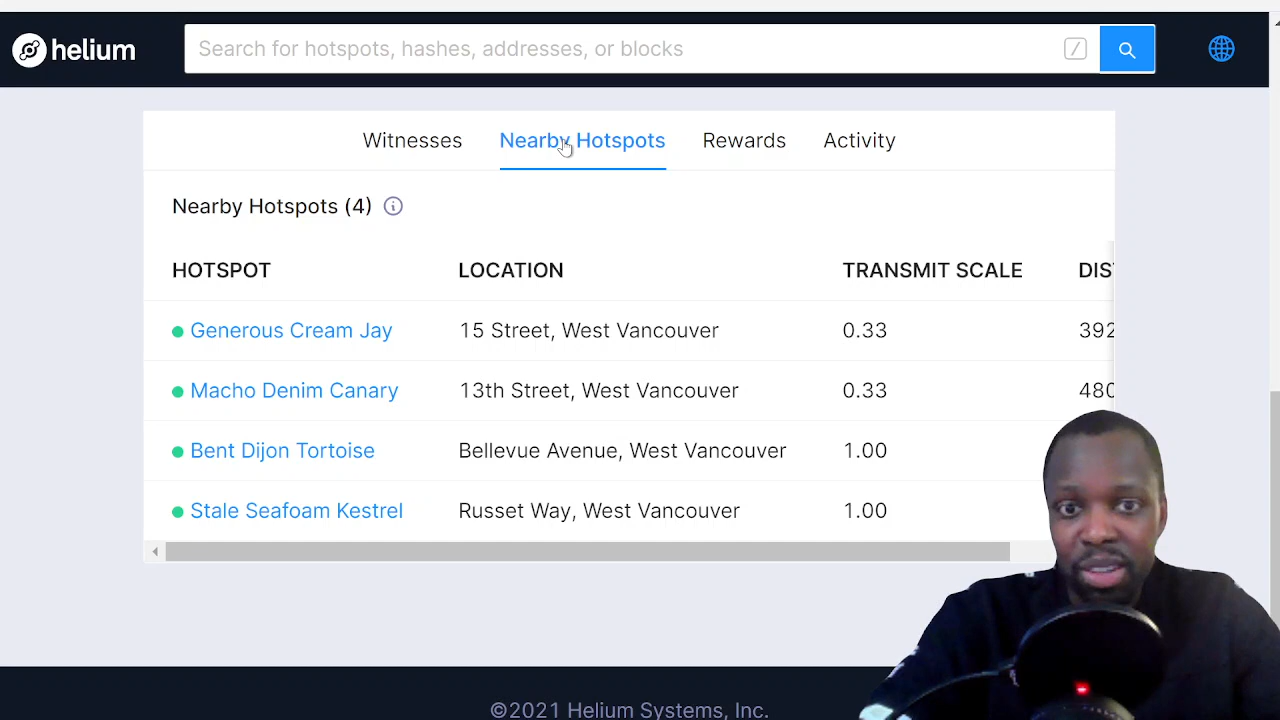 helium
Search for hotspots, hashes, addresses, or blocks /
Witnesses Nearby Hotspots Rewards Activity
Nearby Hotspots (4)
HOTSPOT LOCATION TRANSMIT SCALE DIS
Generous Cream Jay 15 Street, West Vancouver 0.33 392
Macho Denim Canary 13th Street, West Vancouver 0.33 480
Bent Dijon Tortoise Bellevue Avenue, West Vancouver 1.00
Stale Seafoam Kestrel Russet Way, West Vancouver 1.00
©2021 Helium Systems, Inc.